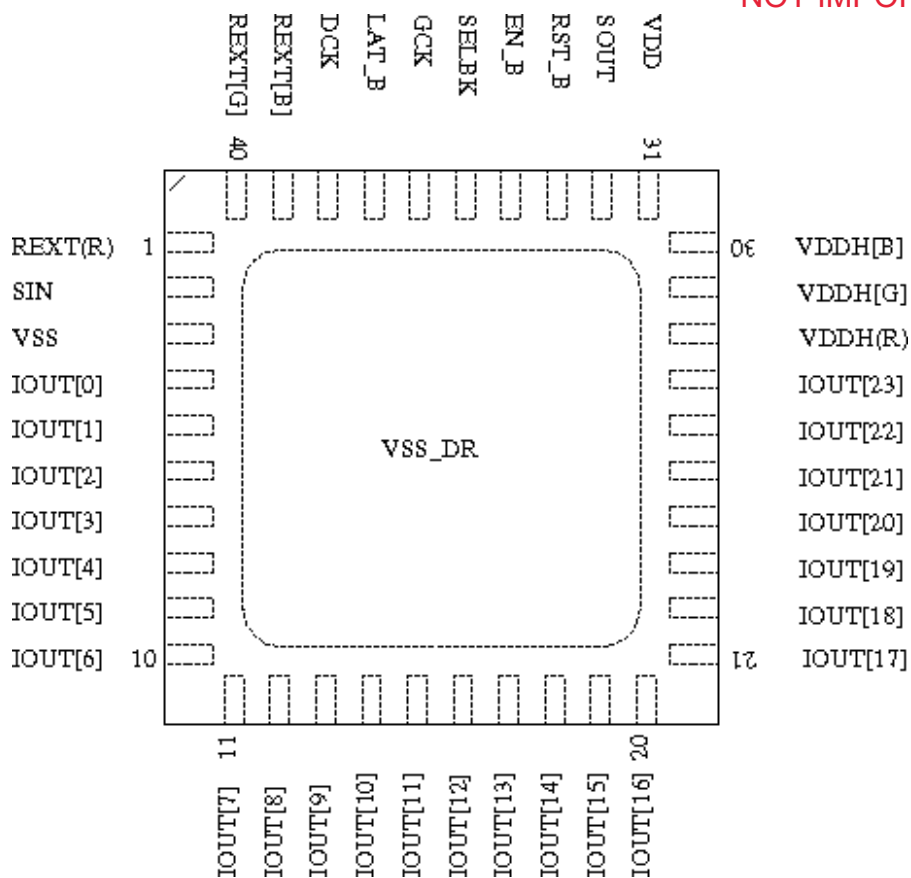 REXT[G]
REXT[B]
DCK
LAT_B
GCK
SELBK
EN_B
RST_B
SOUT
VDD
40
31
REXT(R) 1
SIN
VSS
IOUT[0]
IOUT[1]
IOUT[2]
IOUT[3]
IOUT[4]
IOUT[5]
IOUT[6] 10
VSS_DR
30 VDDH[B]
VDDH[G]
VDDH(R)
IOUT[23]
IOUT[22]
IOUT[21]
IOUT[20]
IOUT[19]
IOUT[18]
21 IOUT[17]
11
20
IOUT[7]
IOUT[8]
IOUT[9]
IOUT[10]
IOUT[11]
IOUT[12]
IOUT[13]
IOUT[14]
IOUT[15]
IOUT[16]